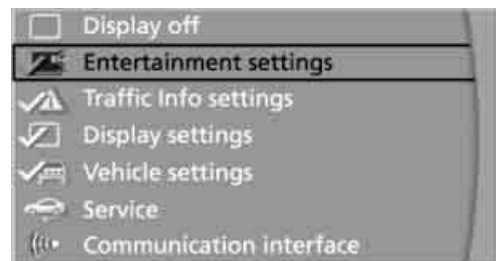 Display off
Entertainment settings
Traffic Info settings
Display settings
Vehicle settings
Service
Communication interface